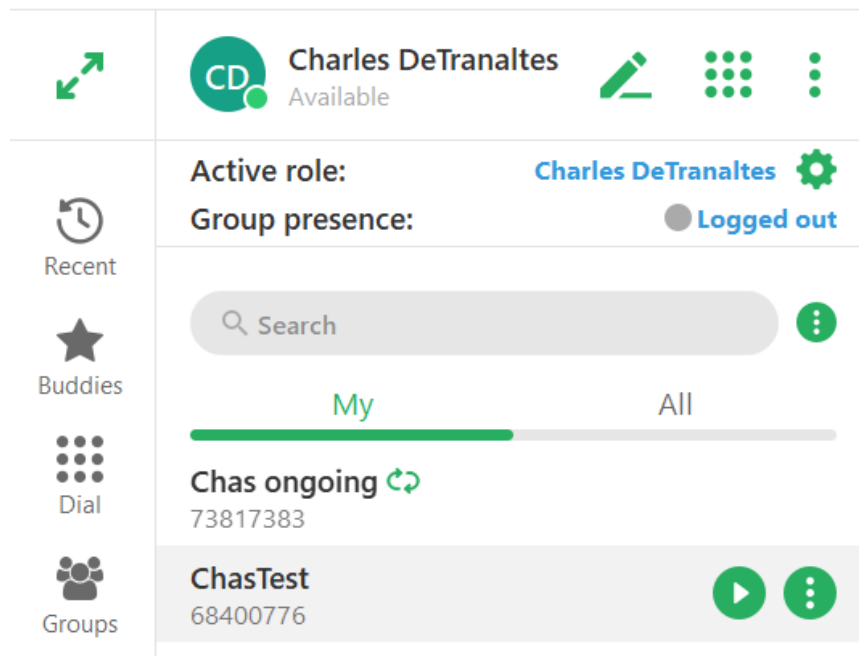 CD
Charles DeTranaltes
Available
Active role: Charles DeTranaltes
Group presence: Logged out
Recent
Buddies
Dial
Groups
Search
My All
Chas ongoing
73817383
ChasTest
68400776